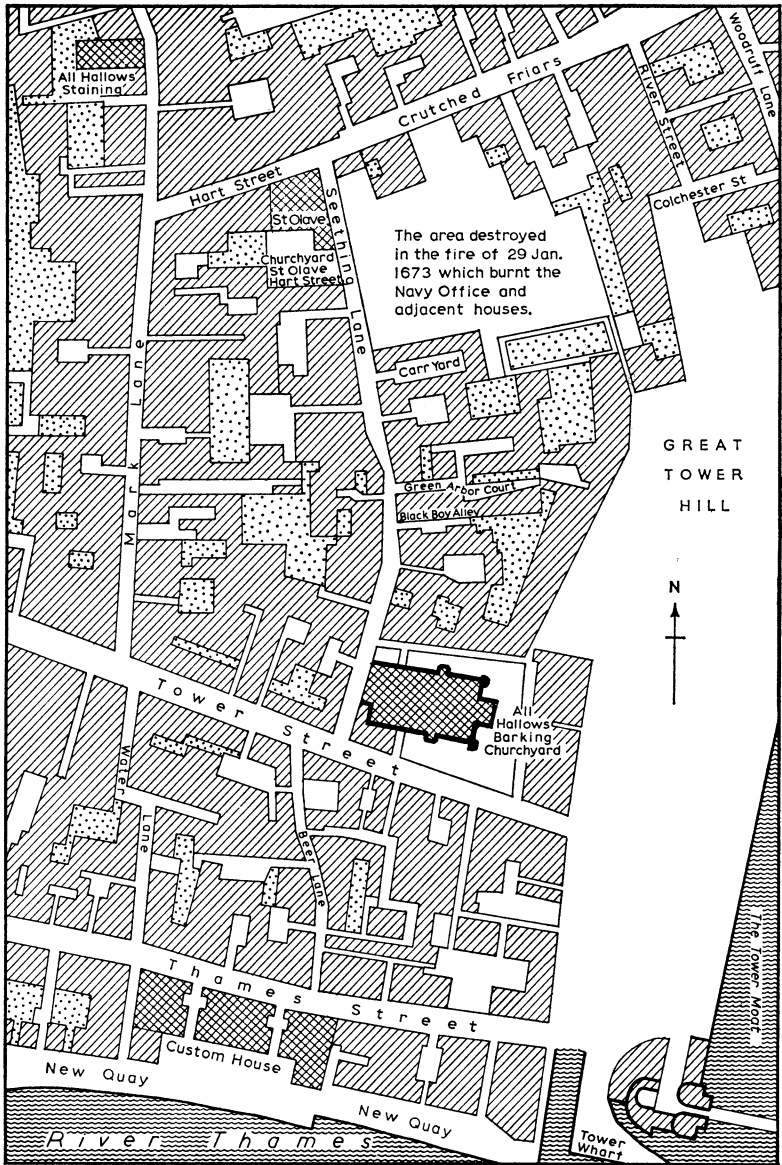 All Hallows
Staining
Crutched Friars
Woodruff Lane
River Street
Colchester St
Hart Street
St Olave
Seething Lane
Churchyard
St Olave
Hart Street
The area destroyed
in the fire of 29 Jan.
1673 which burnt the
Navy Office and
adjacent houses.
Carr Yard
Mark Lane
GREAT
TOWER
HILL
Green Arbor Court
Black Boy Alley
N
Tower Street
All
Hallows
Barking
Churchyard
Water Lane
Beer Lane
The Tower Moat
Thames Street
Custom House
New Quay
New Quay
River Thames
Tower
Wharf